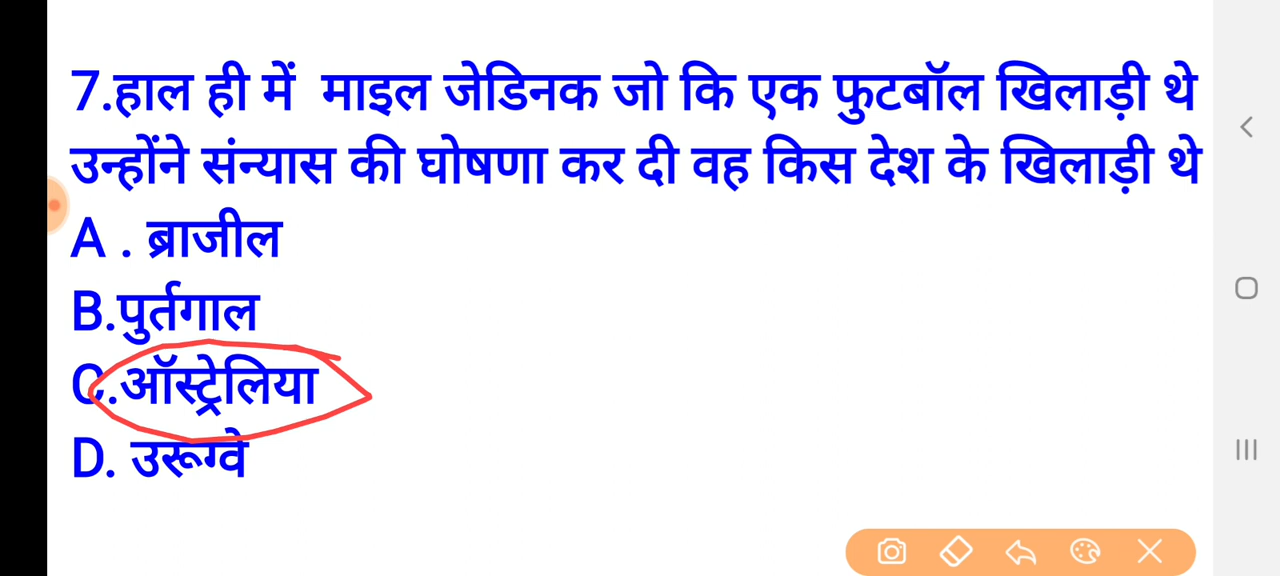 7.हाल ही में माइल जेडिनक जो कि एक फुटबॉल खिलाड़ी थे
उन्होंने संन्यास की घोषणा कर दी वह किस देश के खिलाड़ी थे
A . ब्राजील
B.पुर्तगाल
C.ऑस्ट्रेलिया
D. उरूग्वे